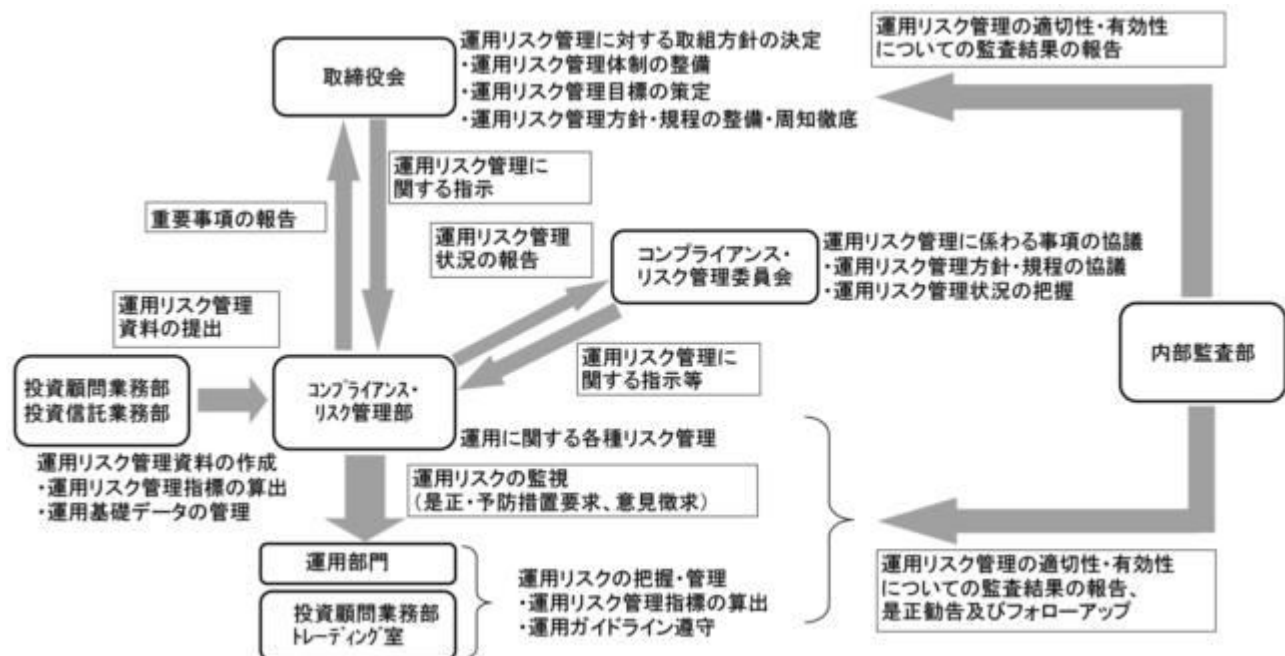 取締役会
運用リスク管理に対する取組方針の決定
・運用リスク管理体制の整備
・運用リスク管理目標の策定
・運用リスク管理方針・規程の整備・周知徹底
運用リスク管理の適切性・有効性
についての監査結果の報告
運用リスク管理に
関する指示
重要事項の報告
運用リスク管理
状況の報告
コンプライアンス・
リスク管理委員会
運用リスク管理に係わる事項の協議
・運用リスク管理方針・規程の協議
・運用リスク管理状況の把握
運用リスク管理
資料の提出
運用リスク管理に
関する指示等
内部監査部
投資顧問業務部
投資信託業務部
コンプライアンス・
リスク管理部
運用に関する各種リスク管理
運用リスク管理資料の作成
・運用リスク管理指標の算出
・運用基礎データの管理
運用リスクの監視
（是正・予防措置要求、意見徴求）
運用部門
投資顧問業務部
トレーディング室
運用リスクの把握・管理
・運用リスク管理指標の算出
・運用ガイドライン遵守
運用リスク管理の適切性・有効性
についての監査結果の報告、
是正勧告及びフォローアップ